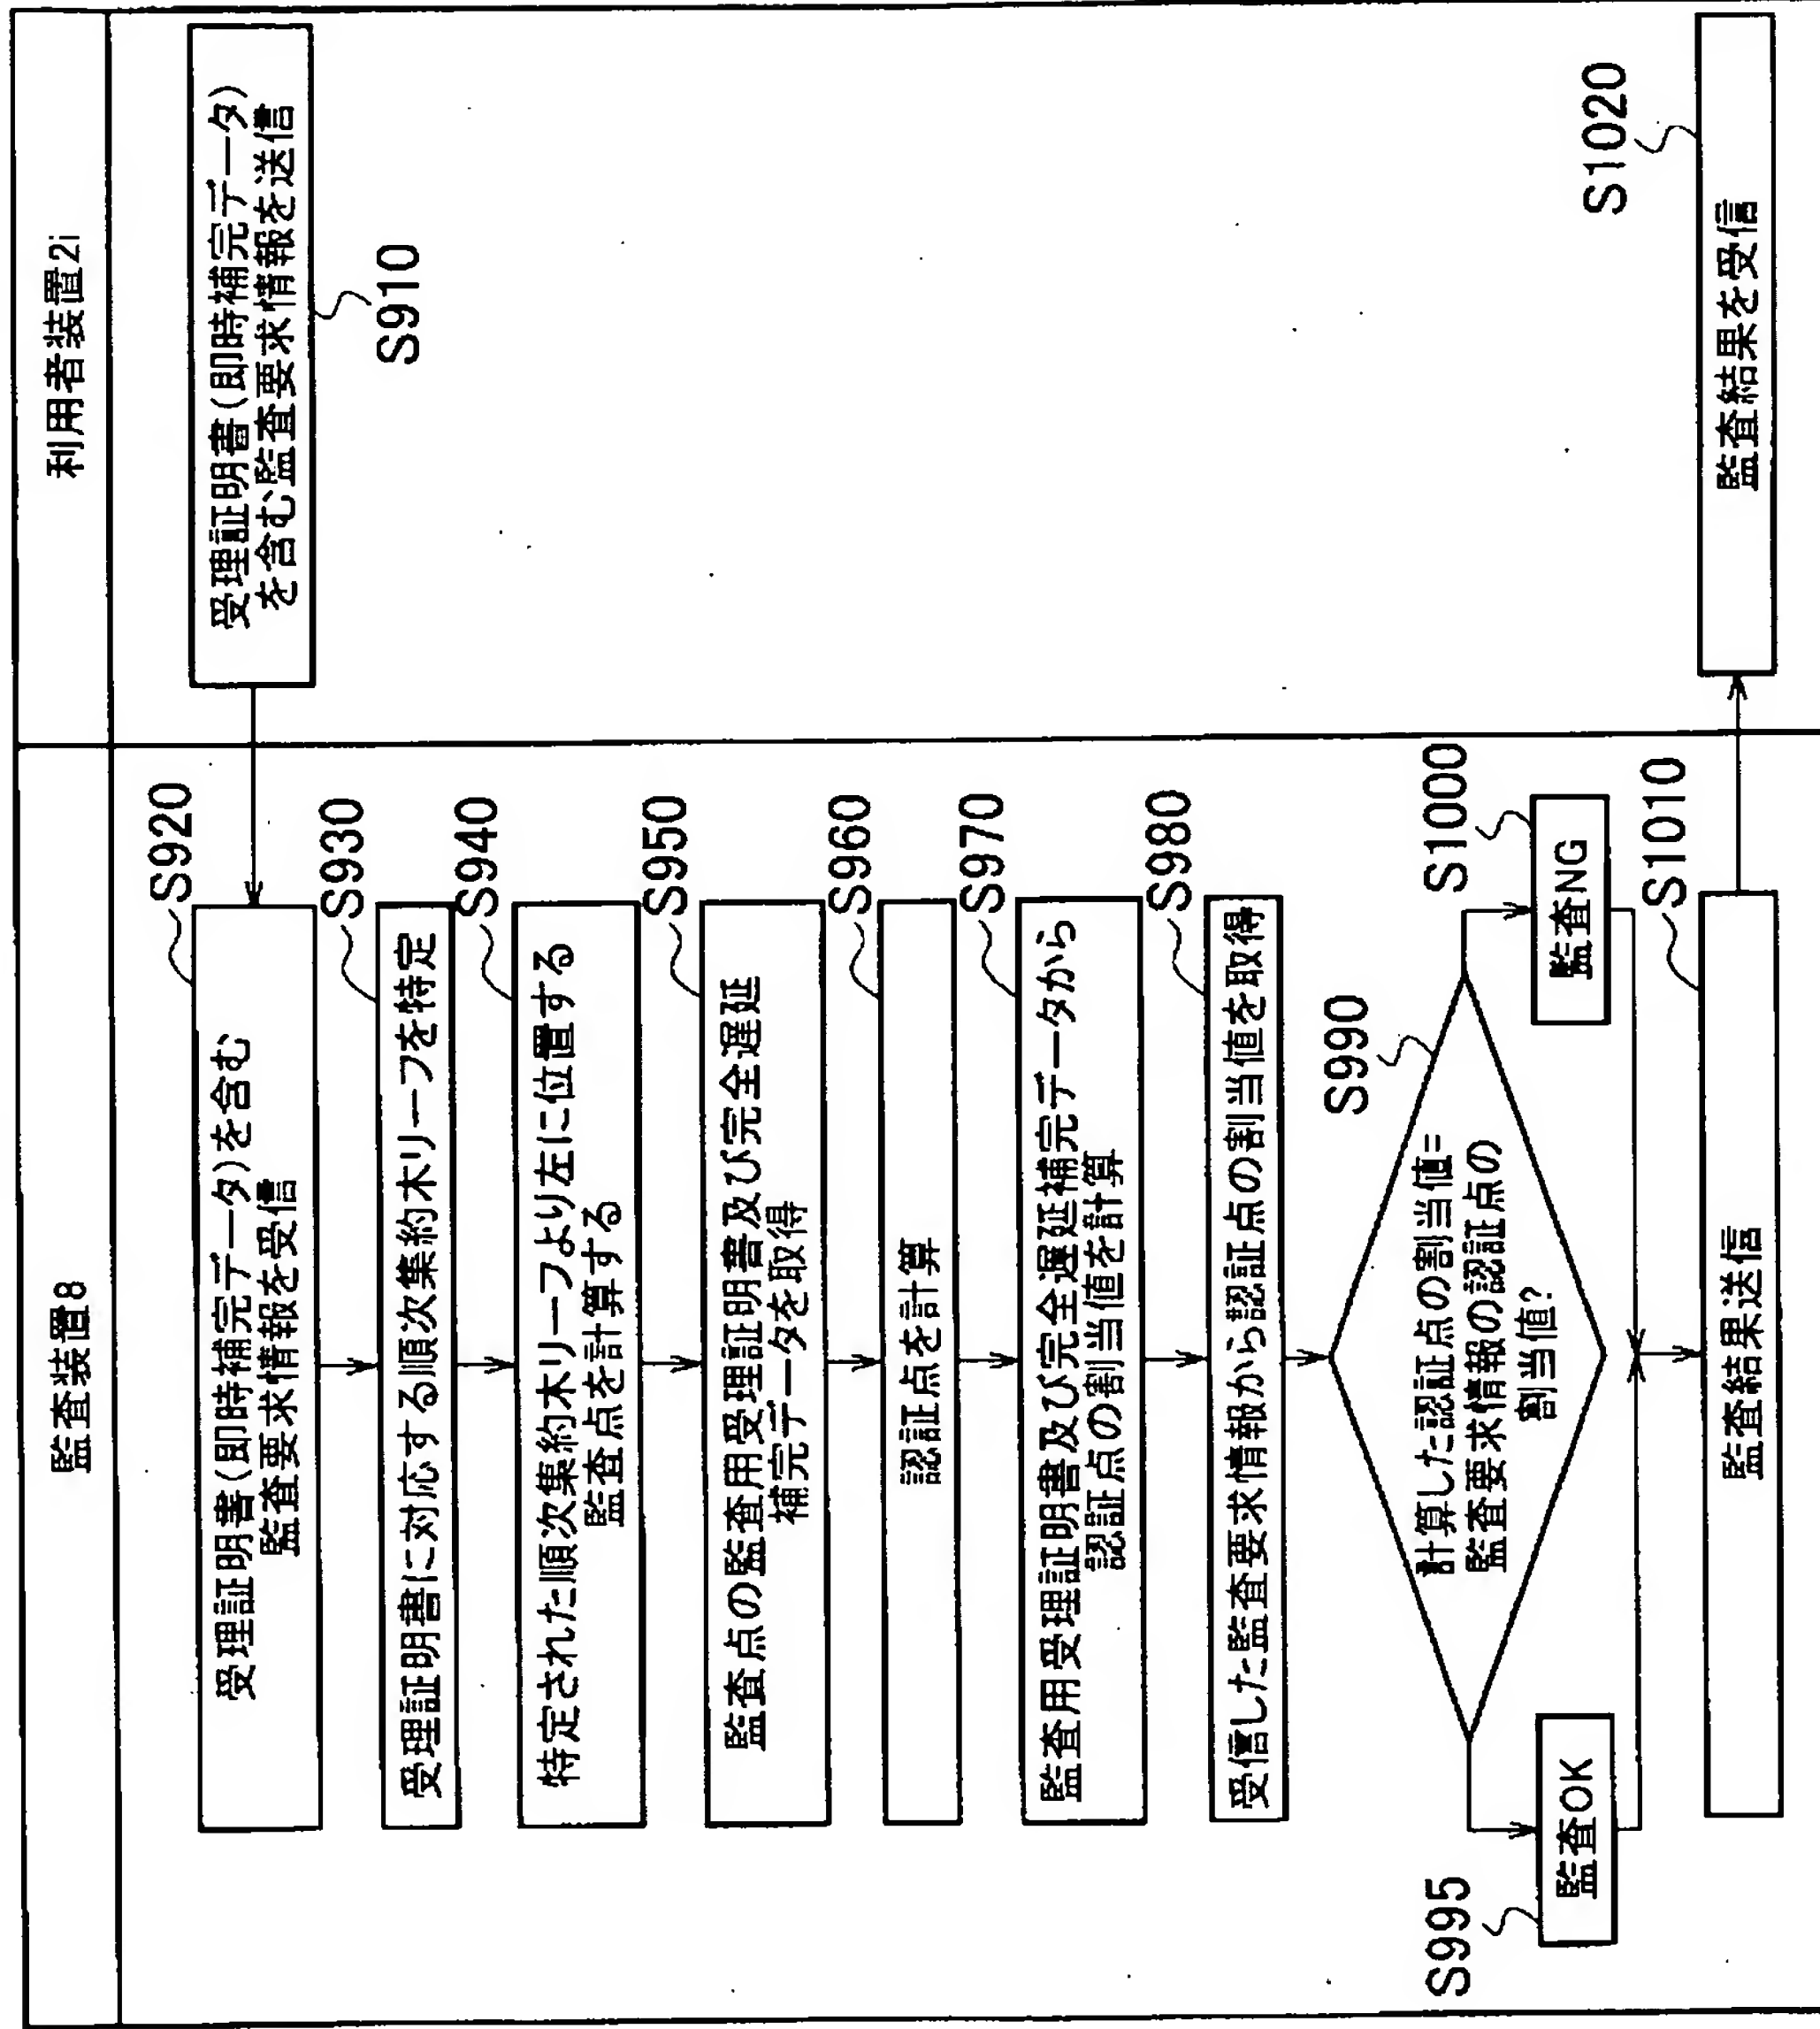 監査装置8
利用者装置2i
受理証明書(即時補完データ)
を含む監査要求情報を送信
S910
S920
受理証明書(即時補完データ)を含む
監査要求情報を受信
S930
受理証明書に対応する順次集約木リーフを特定
S940
特定された順次集約木リーフより左に位置する
監査点を計算する
S950
監査点の監査用受理証明書及び完全遅延
補完データを取得
S960
認証点を計算
S970
監査用受理証明書及び完全遅延補完データから
認証点の割当値を計算
S980
受信した監査要求情報から認証点の割当値を取得
S990
計算した認証点の割当値=
監査要求情報の認証点の
割当値?
S995
監査OK
S1000
監査NG
S1010
監査結果送信
S1020
監査結果を受信